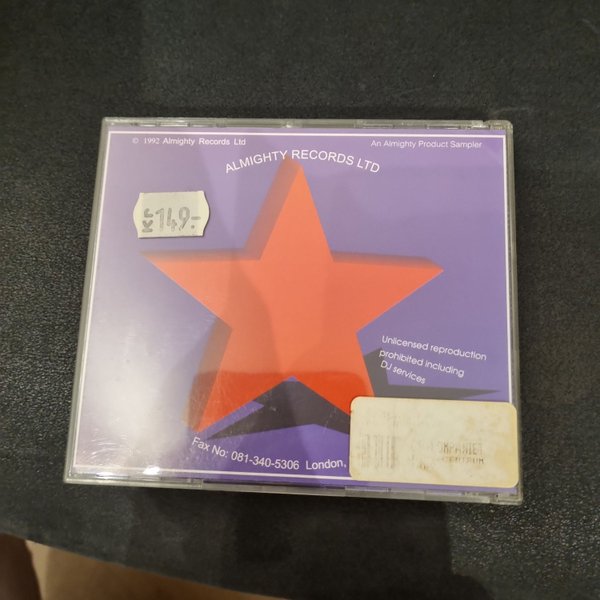 © 1992 Almighty Records Ltd
An Almighty Product Sampler
ALMIGHTY RECORDS LTD
Kr 149.-
Unlicensed reproduction
prohibited including
DJ services
Fax No: 081-340-5306 London,